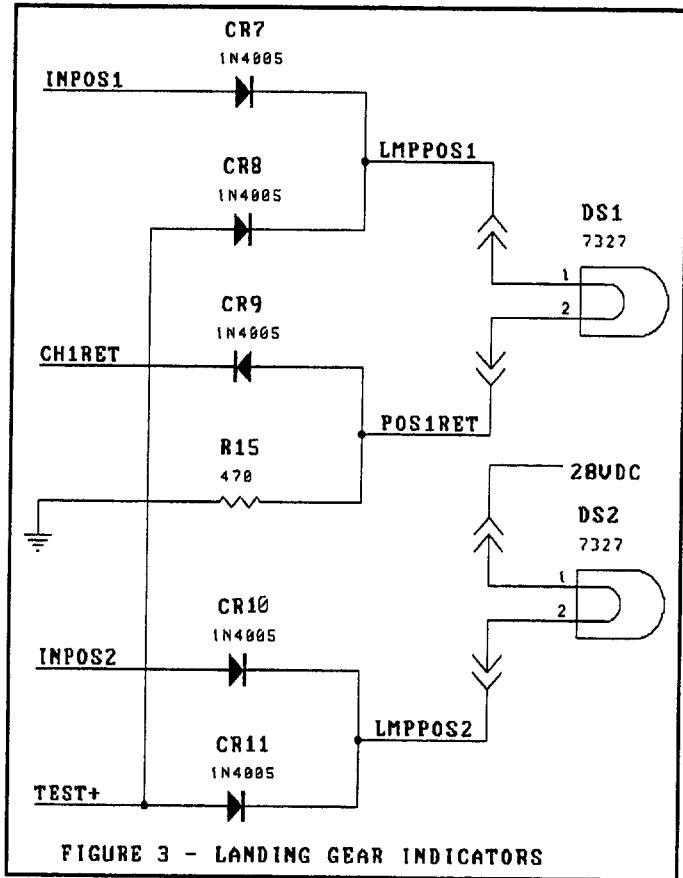 CR7
1N4005
INPOS1
LMPPOS1
CR8
1N4005
DS1
7327
1
2
CR9
1N4005
CH1RET
POS1RET
R15
470
28VDC
DS2
7327
1
2
CR10
1N4005
INPOS2
LMPPOS2
CR11
1N4005
TEST+
FIGURE 3 - LANDING GEAR INDICATORS